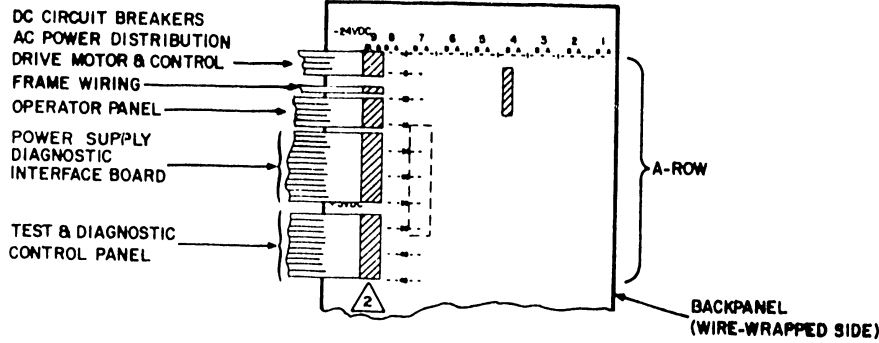 DC CIRCUIT BREAKERS
AC POWER DISTRIBUTION
DRIVE MOTOR & CONTROL
FRAME WIRING
OPERATOR PANEL
POWER SUPPLY
DIAGNOSTIC
INTERFACE BOARD
TEST & DIAGNOSTIC
CONTROL PANEL
-24VDC
9 8 7 6 5 4 3 2 1
B A B A B A B A B A B A B A B A
2
A-ROW
BACKPANEL
(WIRE-WRAPPED SIDE)